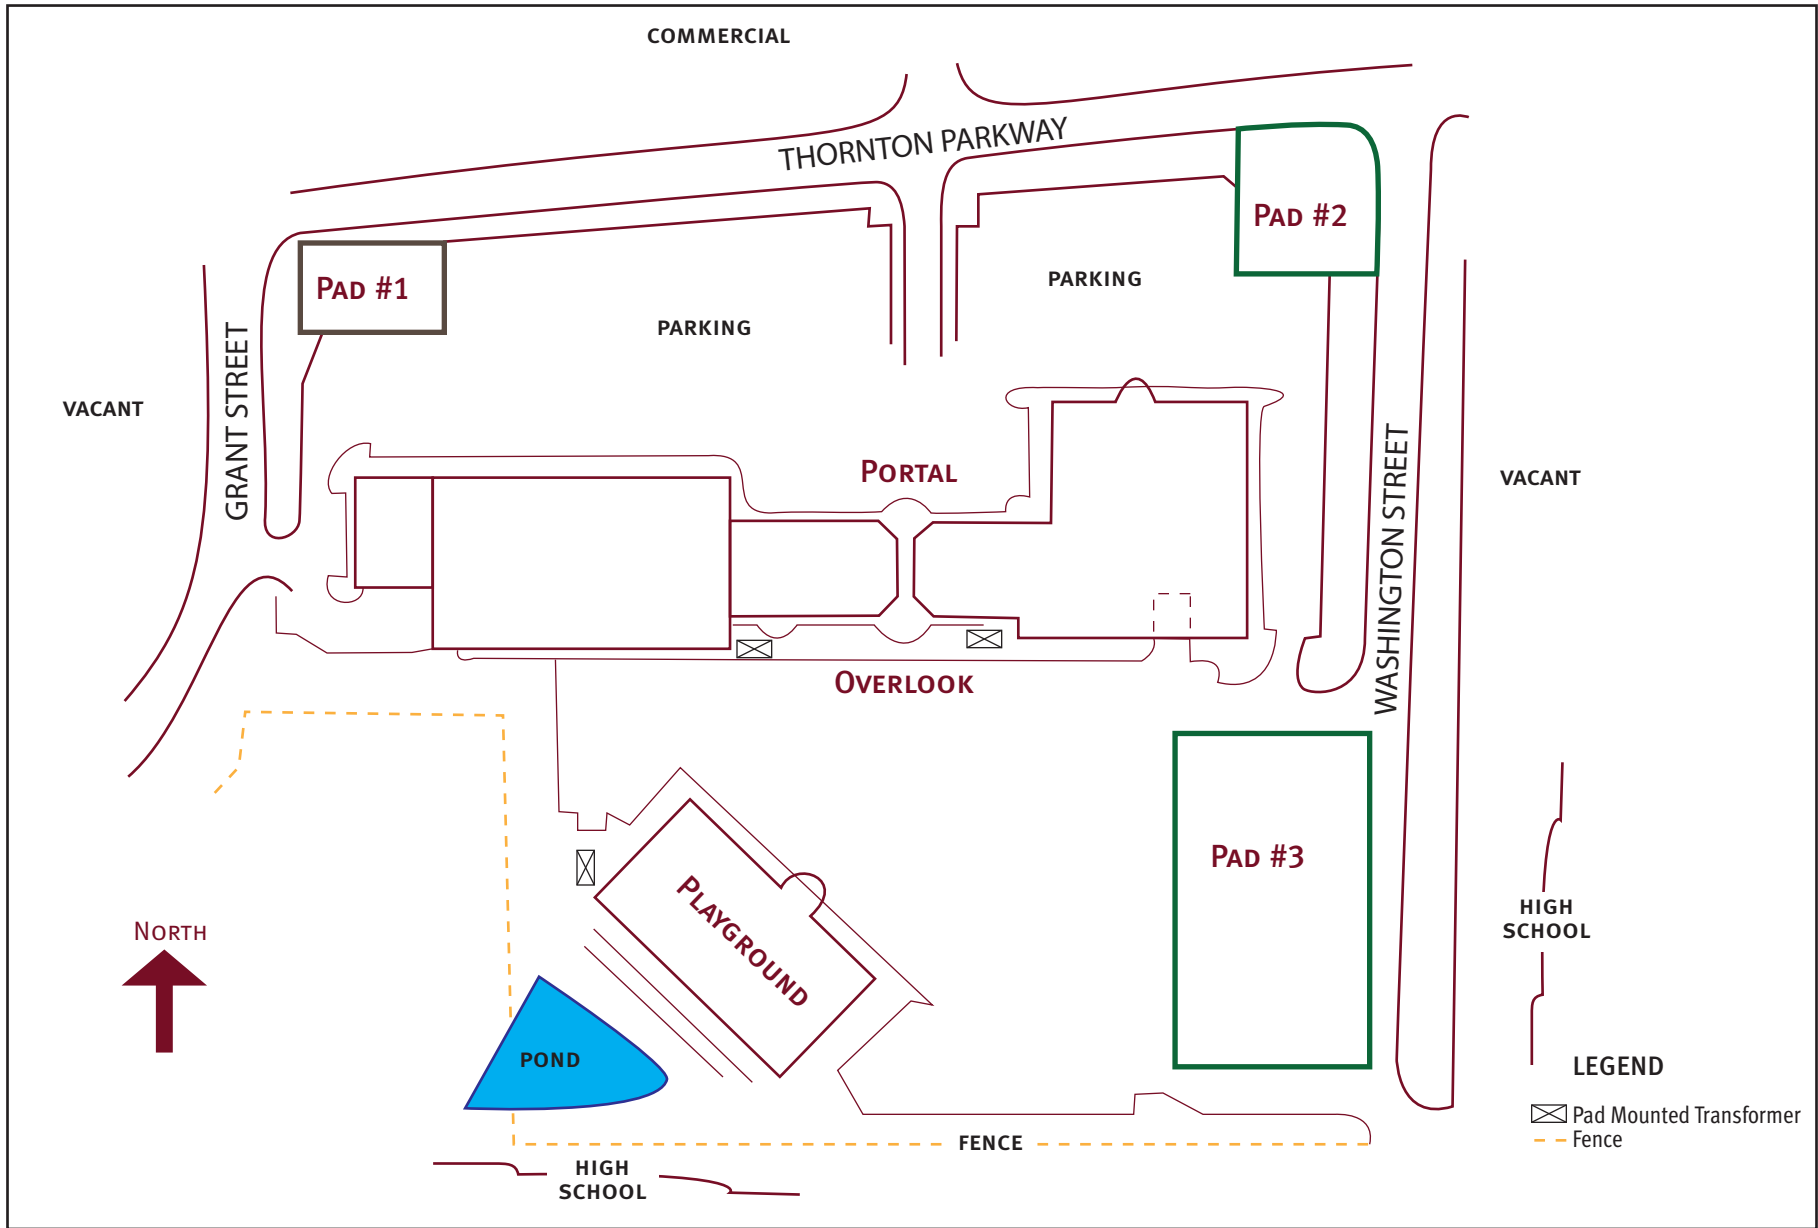 COMMERCIAL
THORNTON PARKWAY
PAD #2
PAD #1
PARKING
PARKING
GRANT STREET
VACANT
PORTAL
VACANT
WASHINGTON STREET
OVERLOOK
PAD #3
PLAYGROUND
HIGH
SCHOOL
NORTH
POND
LEGEND
Pad Mounted Transformer
Fence
FENCE
HIGH
SCHOOL